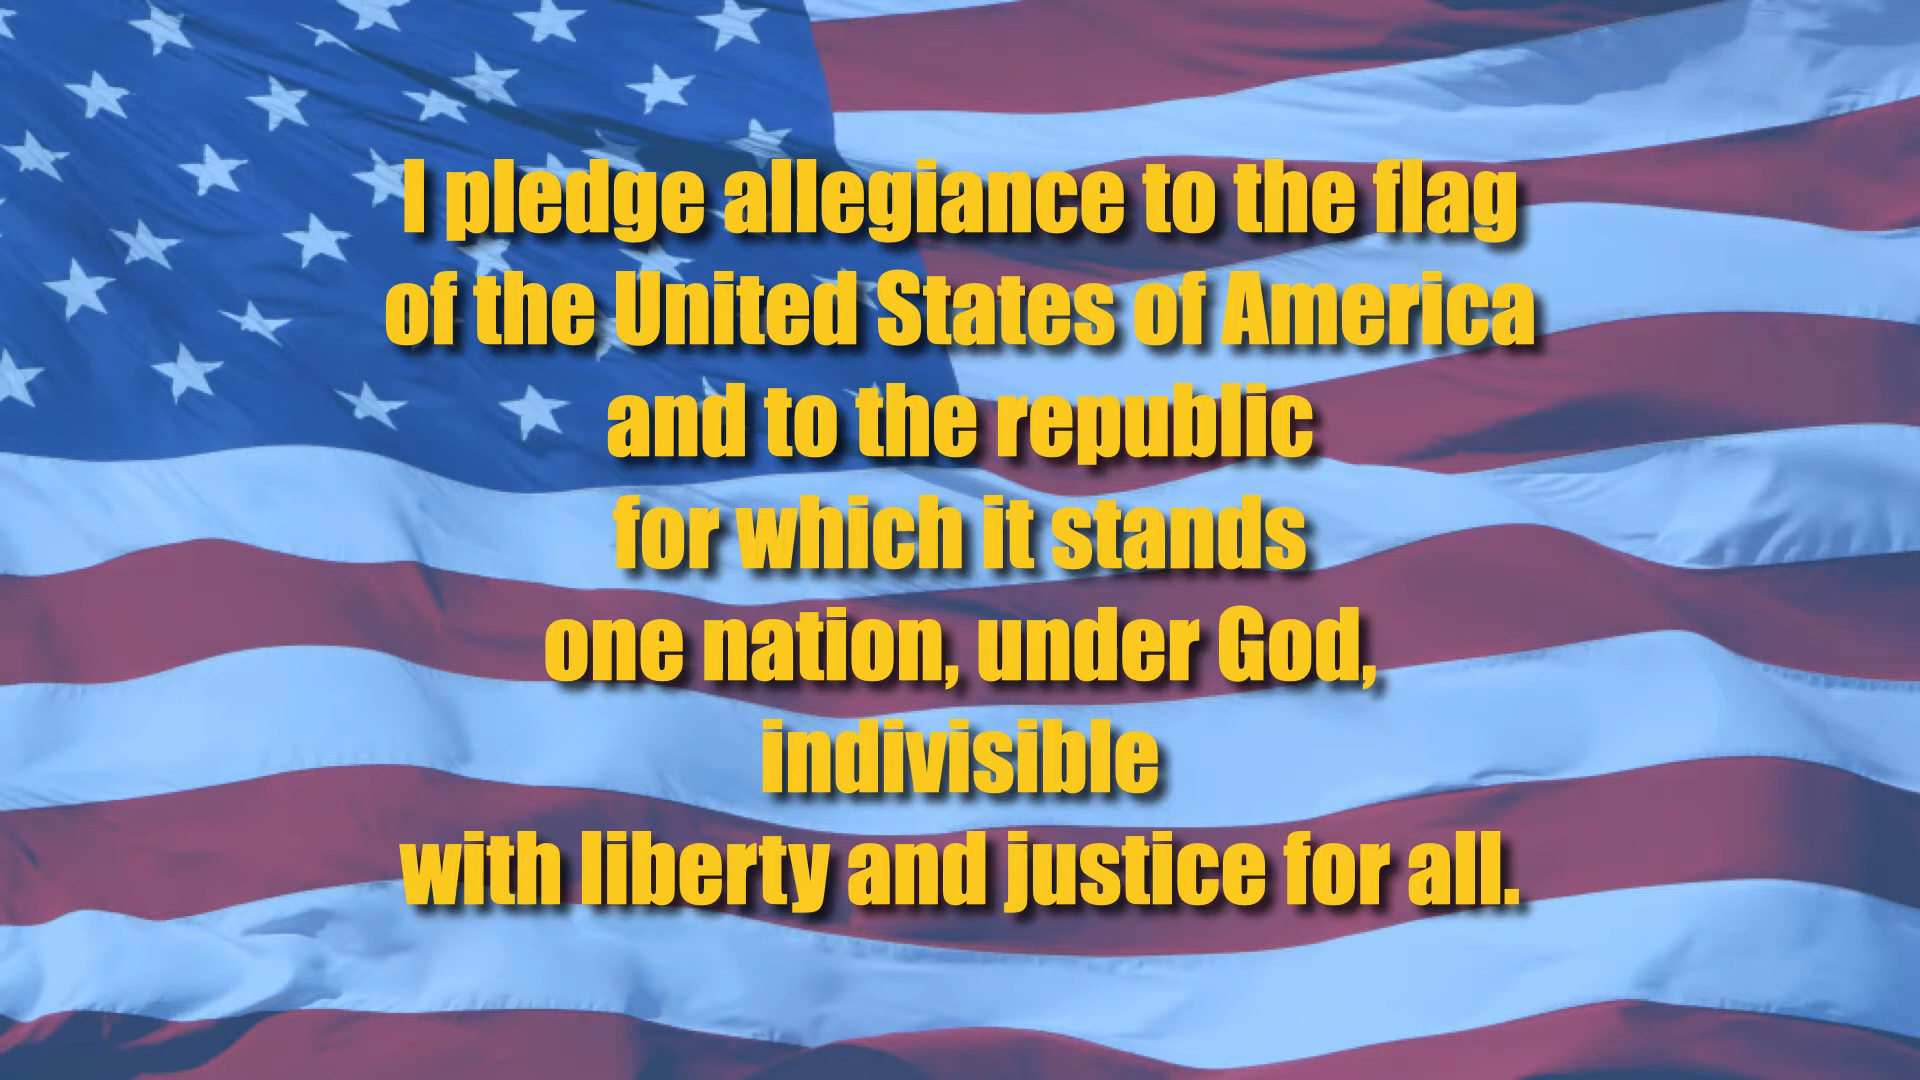 I pledge allegiance to the flag
of the United States of America
and to the republic
for which it stands
one nation, under God,
indivisible
with liberty and justice for all.